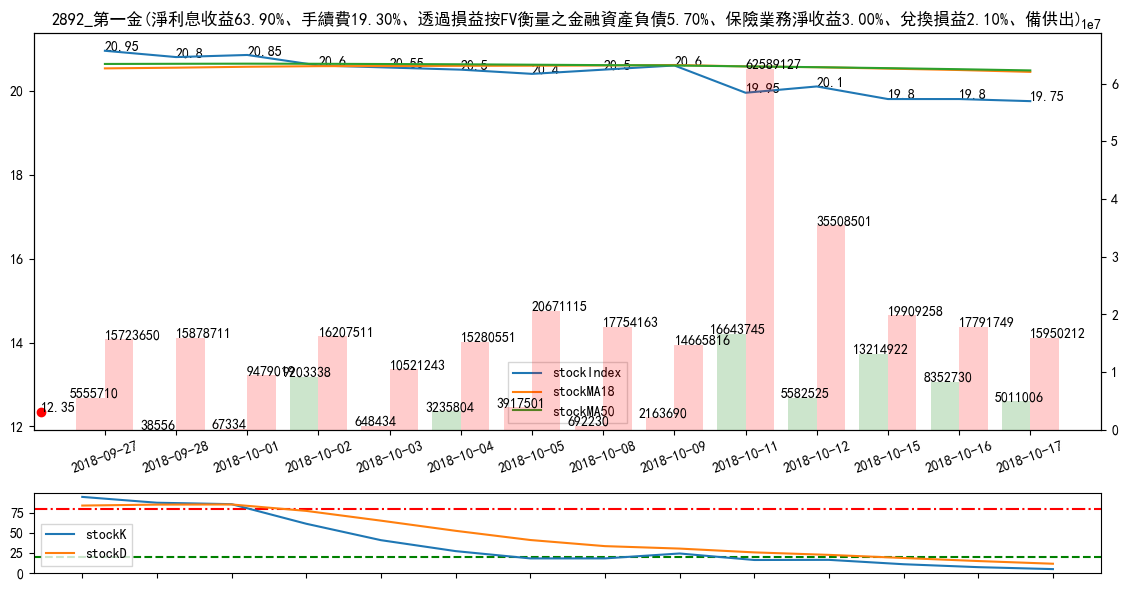 2892_第一金(淨利息收益63.90%、手續費19.30%、透過損益按FV衡量之金融資產負債5.70%、保險業務淨收益3.00%、兌換損益2.10%、備供出)
1e7
20.95 20.8 20.85 20.6 20.55 20.5 20.4 20.5 20.6 19.95 20.1 19.8 19.8 19.75
62589127
35508501
15723650 15878711 9479019 16207511 10521243 15280551 20671115 17754163 14665816 19909258 17791749 15950212
5555710 38556 67334 7203338 648434 3235804 3917501 692230 2163690 16643745 5582525 13214922 8352730 5011006
12.35
stockIndex
stockMA18
stockMA50
20
18
16
14
12
6
5
4
3
2
1
0
2018-09-27 2018-09-28 2018-10-01 2018-10-02 2018-10-03 2018-10-04 2018-10-05 2018-10-08 2018-10-09 2018-10-11 2018-10-12 2018-10-15 2018-10-16 2018-10-17
75
50
25
0
stockK
stockD